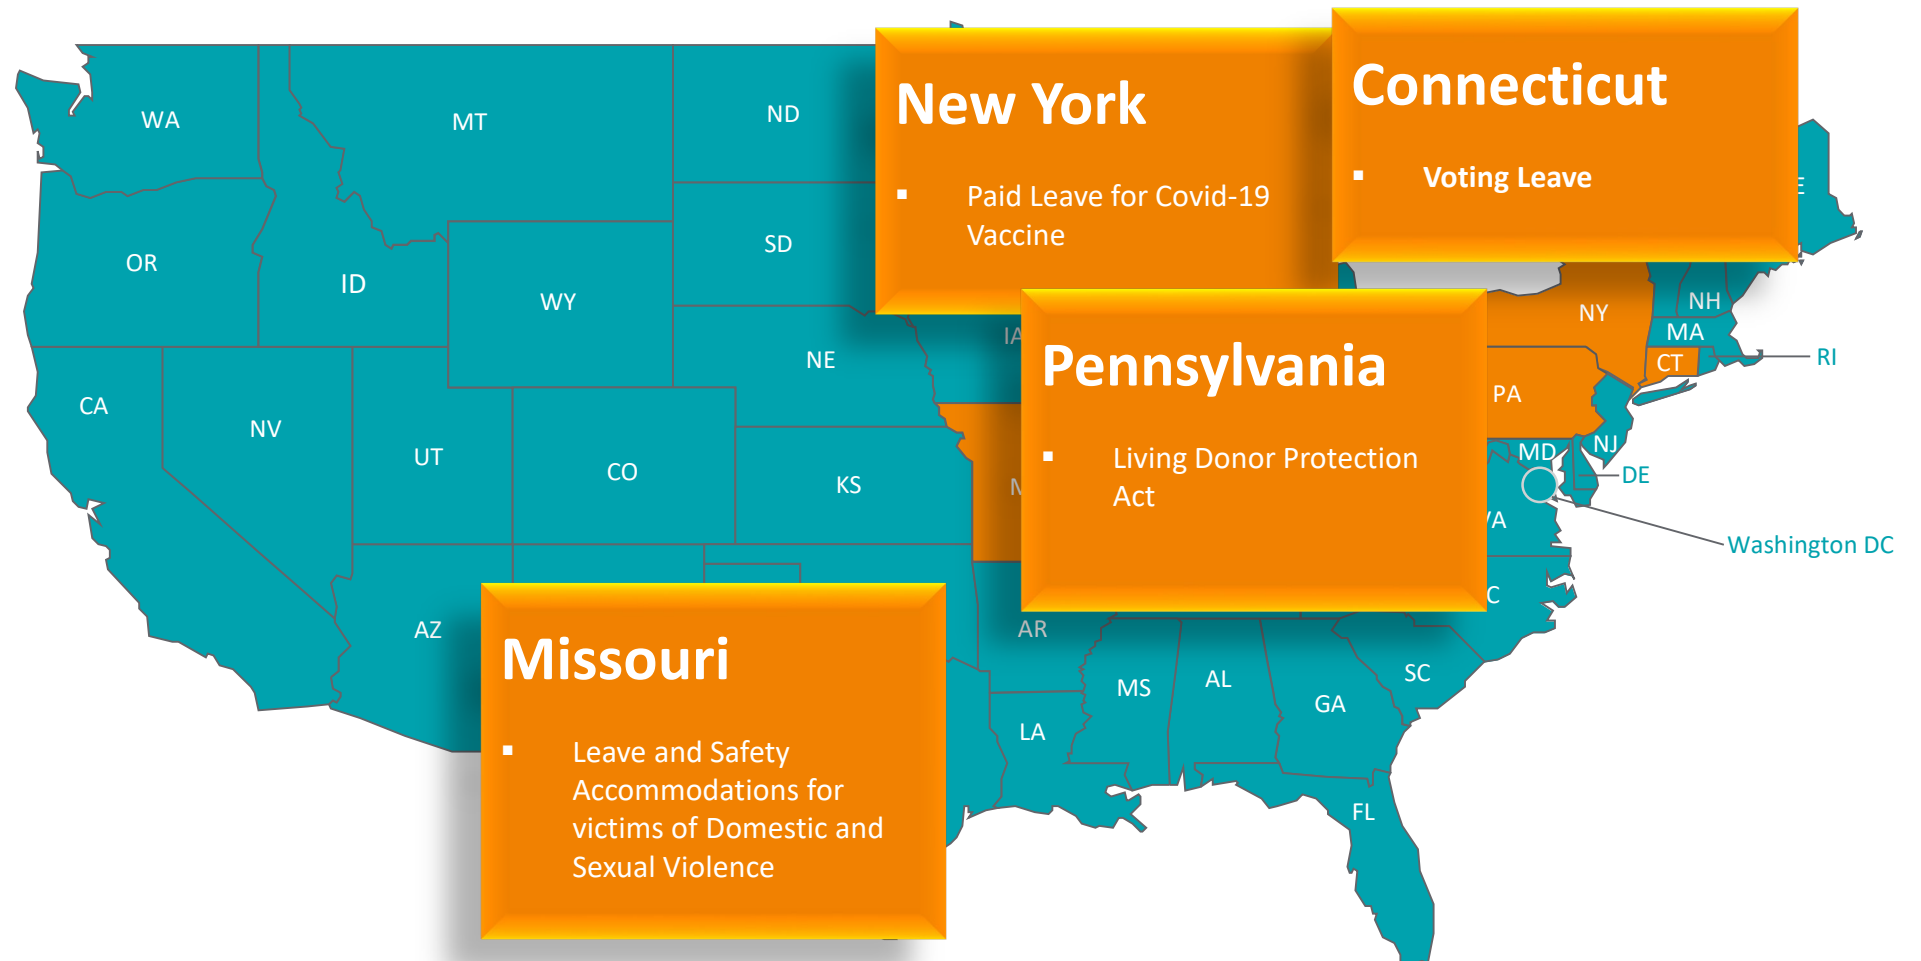 New York
▪ Paid Leave for Covid-19
Vaccine
Connecticut
▪ Voting Leave
Pennsylvania
▪ Living Donor Protection
Act
Missouri
▪ Leave and Safety
Accommodations for
victims of Domestic and
Sexual Violence
WA
MT
ND
OR
ID
SD
WY
NE
CA
NV
UT
CO
KS
AZ
IA
AR
LA
MS
AL
GA
FL
SC
NY
NH
MA
CT
RI
PA
NJ
MD
DE
Washington DC